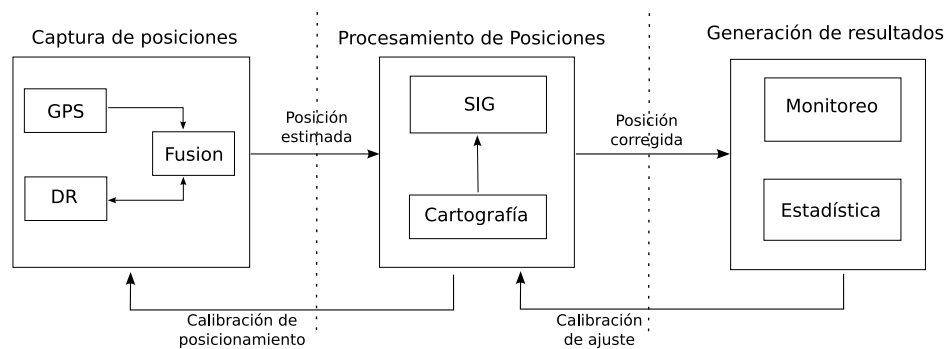 Captura de posiciones
GPS
Fusion
DR
Posición
estimada
Procesamiento de Posiciones
SIG
Cartografía
Posición
corregida
Generación de resultados
Monitoreo
Estadística
Calibración de
posicionamiento
Calibración
de ajuste